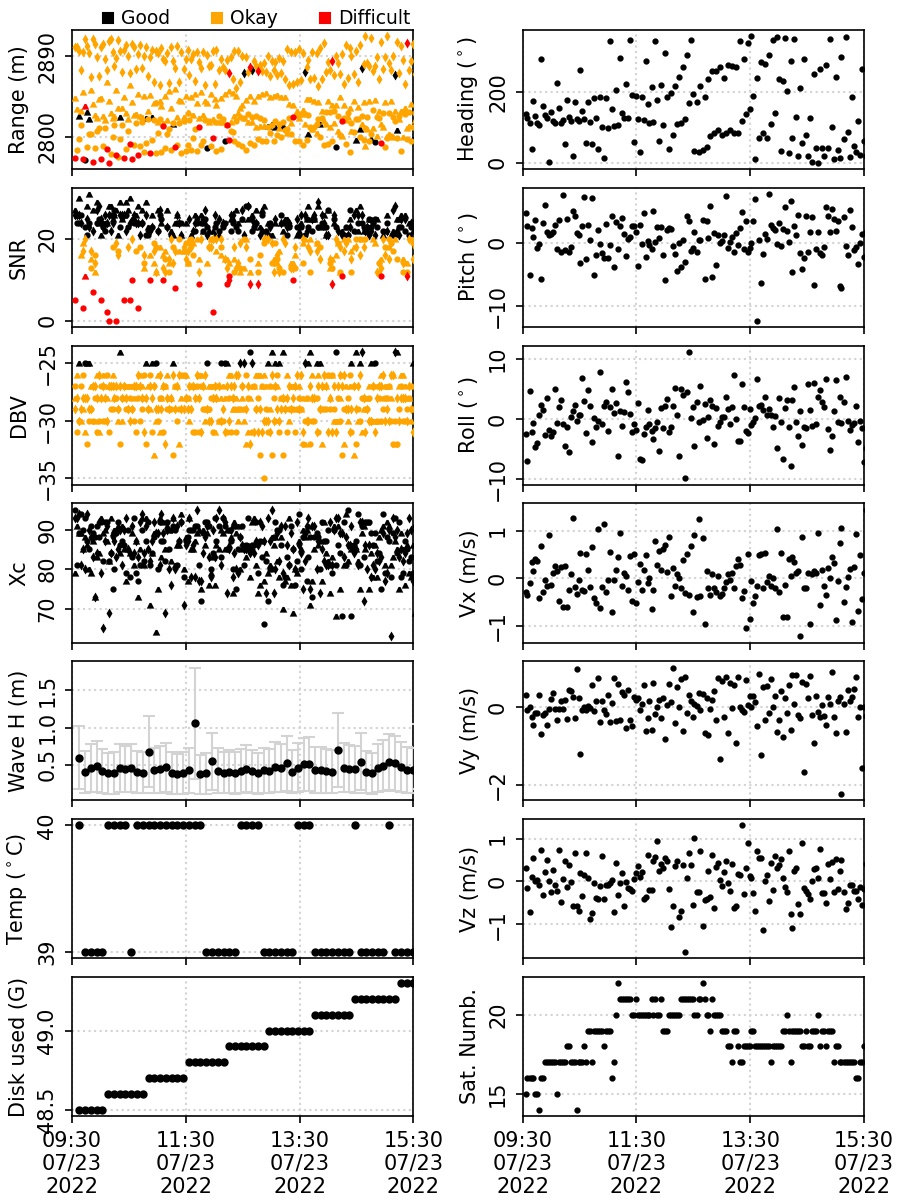 Good Okay Difficult
Range (m)
2890
2800
Heading (°)
200
0
SNR
20
0
Pitch (°)
0
−10
DBV
−25
−30
−35
Roll (°)
10
0
−10
Xc
90
80
70
Vx (m/s)
1
0
−1
Wave H (m)
1.5
1.0
0.5
Vy (m/s)
0
−2
Temp (°C)
40
39
Vz (m/s)
1
0
−1
Disk used (G)
49.0
48.5
Sat. Numb.
20
15
09:30 11:30 13:30 15:30
07/23 07/23 07/23 07/23
2022 2022 2022 2022
09:30 11:30 13:30 15:30
07/23 07/23 07/23 07/23
2022 2022 2022 2022